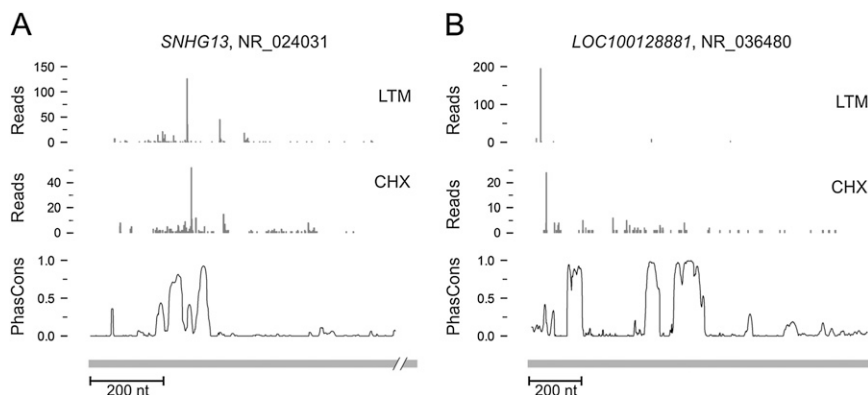 A
SNHG13, NR_024031
150
100
50
0
Reads
LTM
40
20
0
Reads
CHX
1.0
0.5
0.0
PhasCons
200 nt
B
LOC100128881, NR_036480
200
100
0
Reads
LTM
20
10
0
Reads
CHX
1.0
0.5
0.0
PhasCons
200 nt